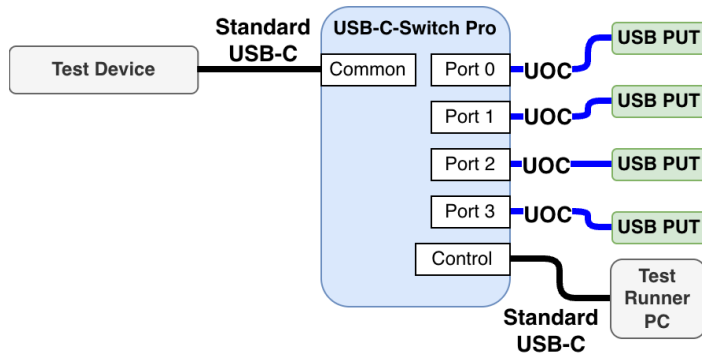 Standard
USB-C
USB-C-Switch Pro
Test Device
Common
Port 0
UOC
USB PUT
Port 1
UOC
USB PUT
Port 2
UOC
USB PUT
Port 3
UOC
USB PUT
Control
Test
Runner
PC
Standard
USB-C